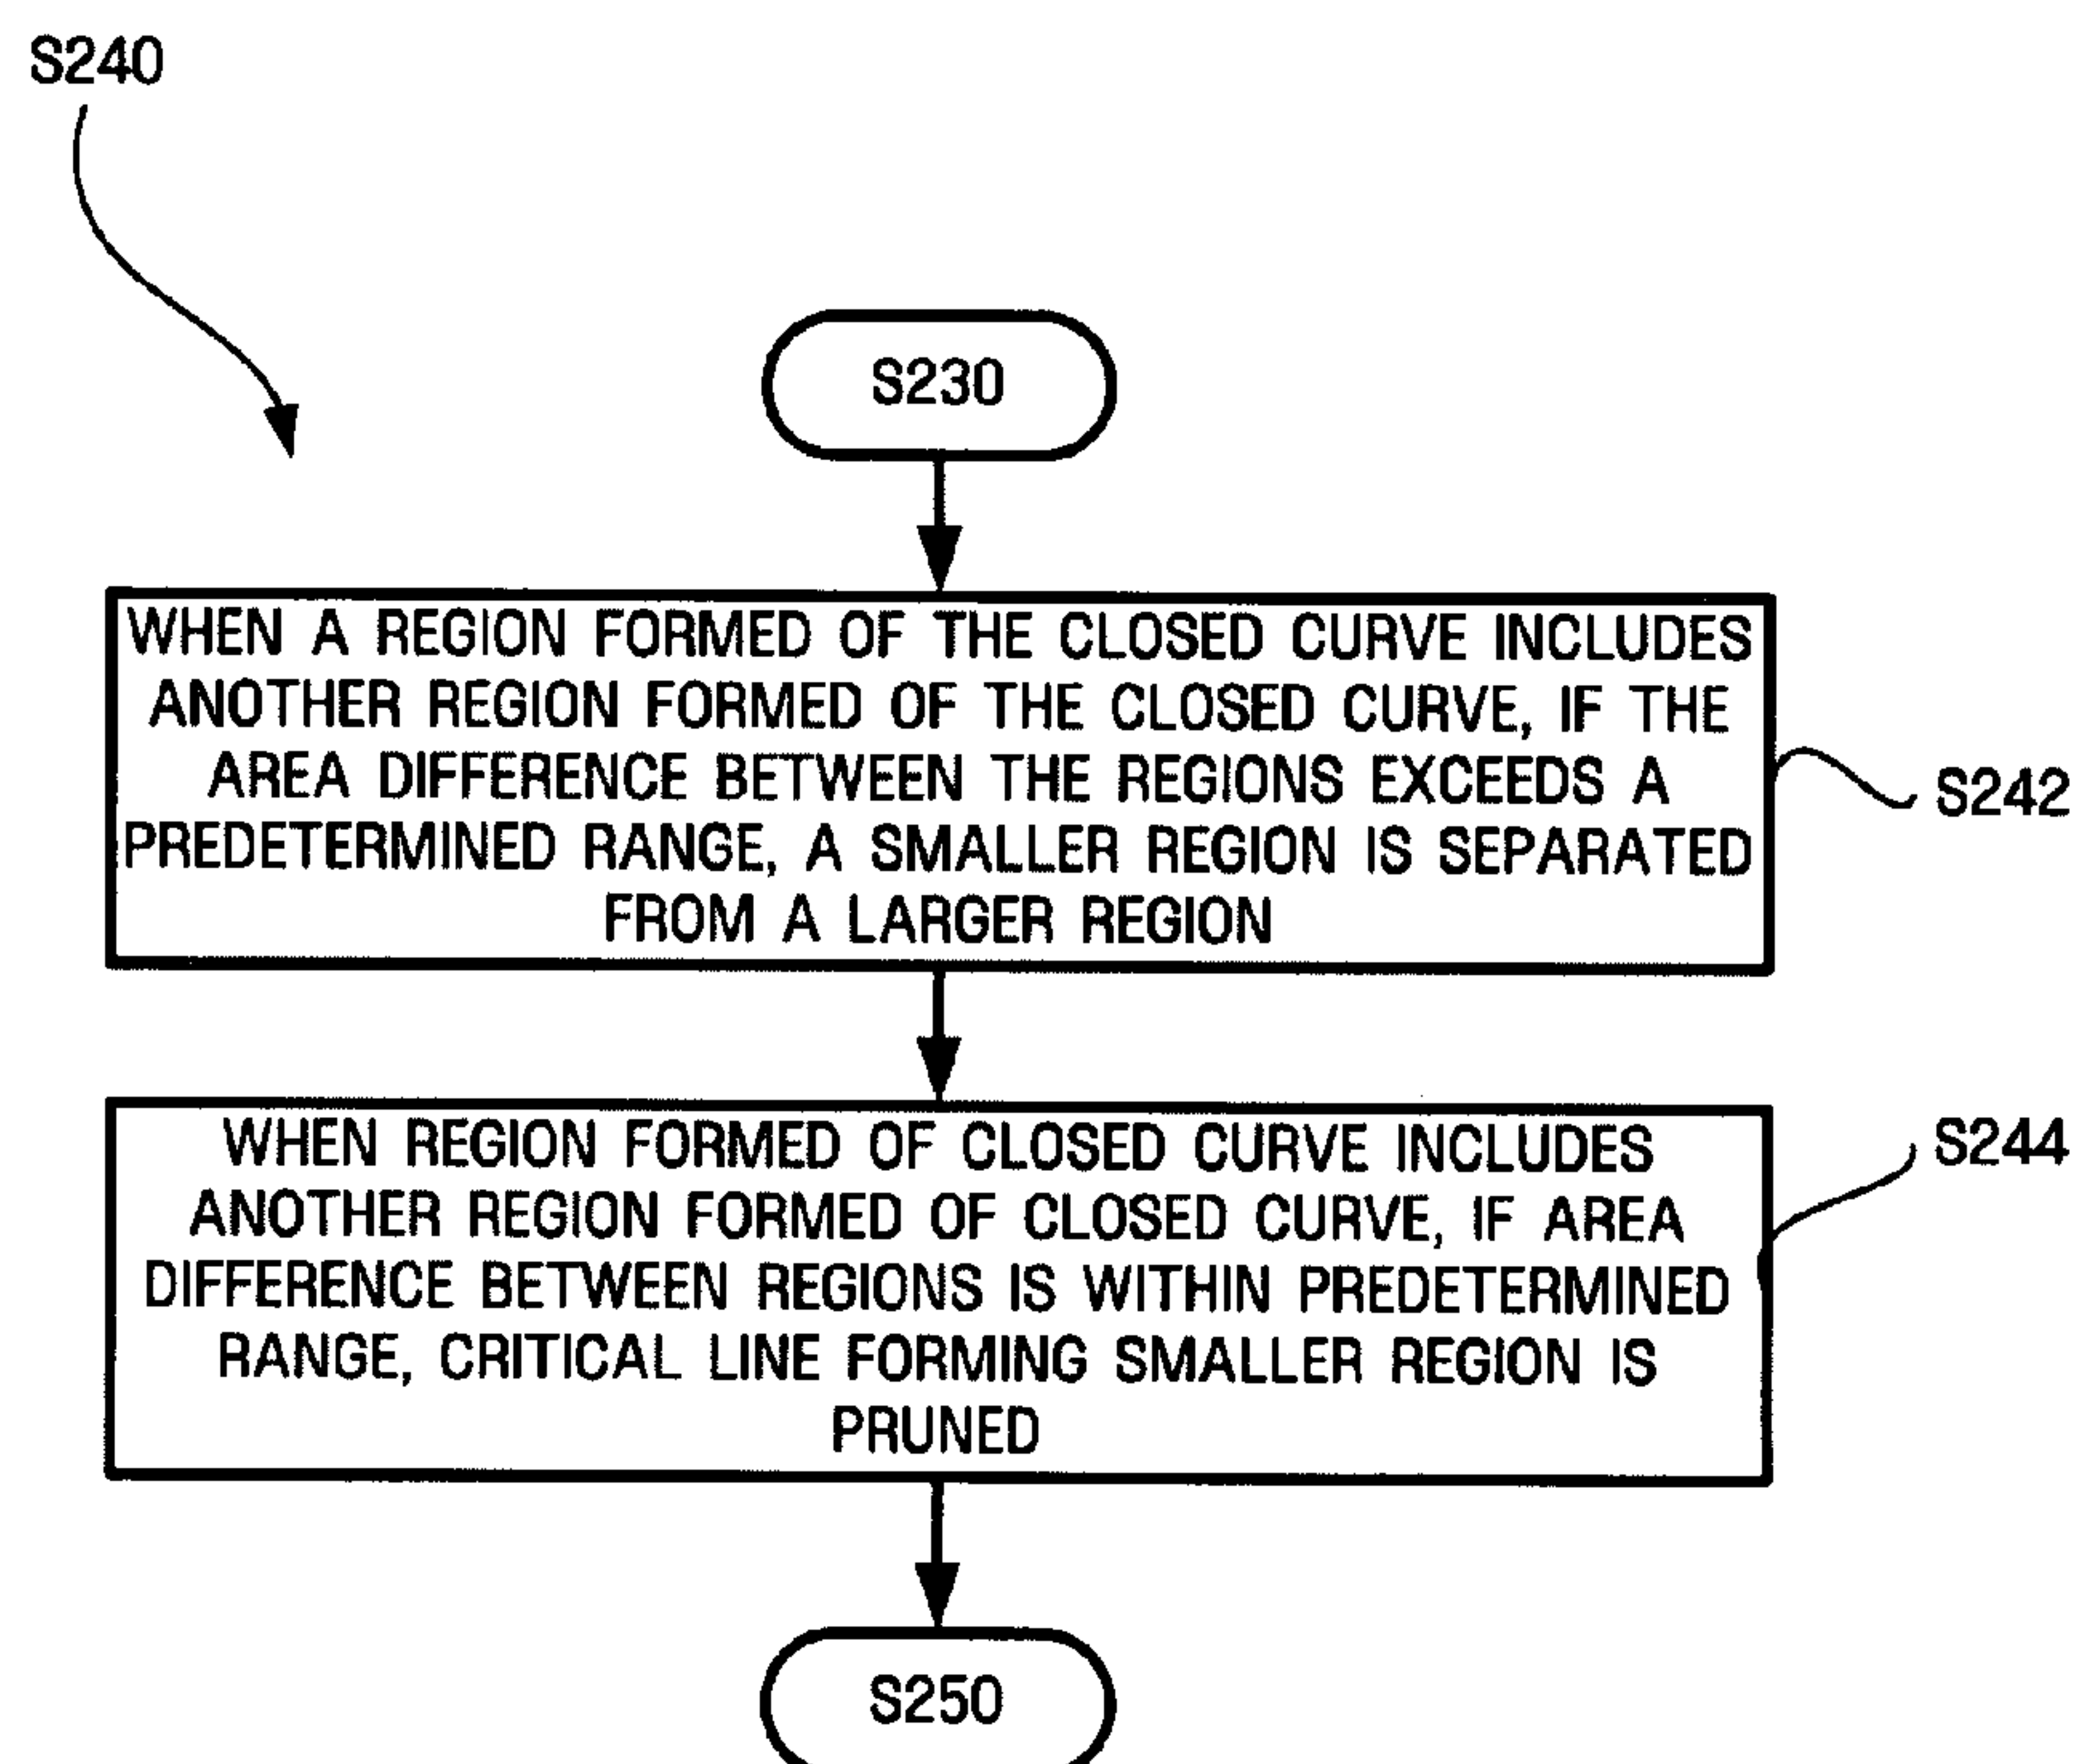 S240
S230
WHEN A REGION FORMED OF THE CLOSED CURVE INCLUDES
ANOTHER REGION FORMED OF THE CLOSED CURVE, IF THE
AREA DIFFERENCE BETWEEN THE REGIONS EXCEEDS A
PREDETERMINED RANGE, A SMALLER REGION IS SEPARATED
FROM A LARGER REGION
S242
WHEN REGION FORMED OF CLOSED CURVE INCLUDES
ANOTHER REGION FORMED OF CLOSED CURVE, IF AREA
DIFFERENCE BETWEEN REGIONS IS WITHIN PREDETERMINED
RANGE, CRITICAL LINE FORMING SMALLER REGION IS
PRUNED
S244
S250